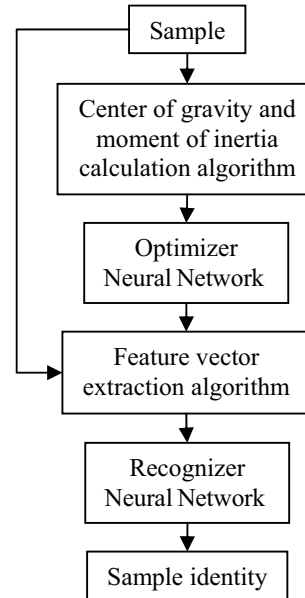 Sample
Center of gravity and
moment of inertia
calculation algorithm
Optimizer
Neural Network
Feature vector
extraction algorithm
Recognizer
Neural Network
Sample identity